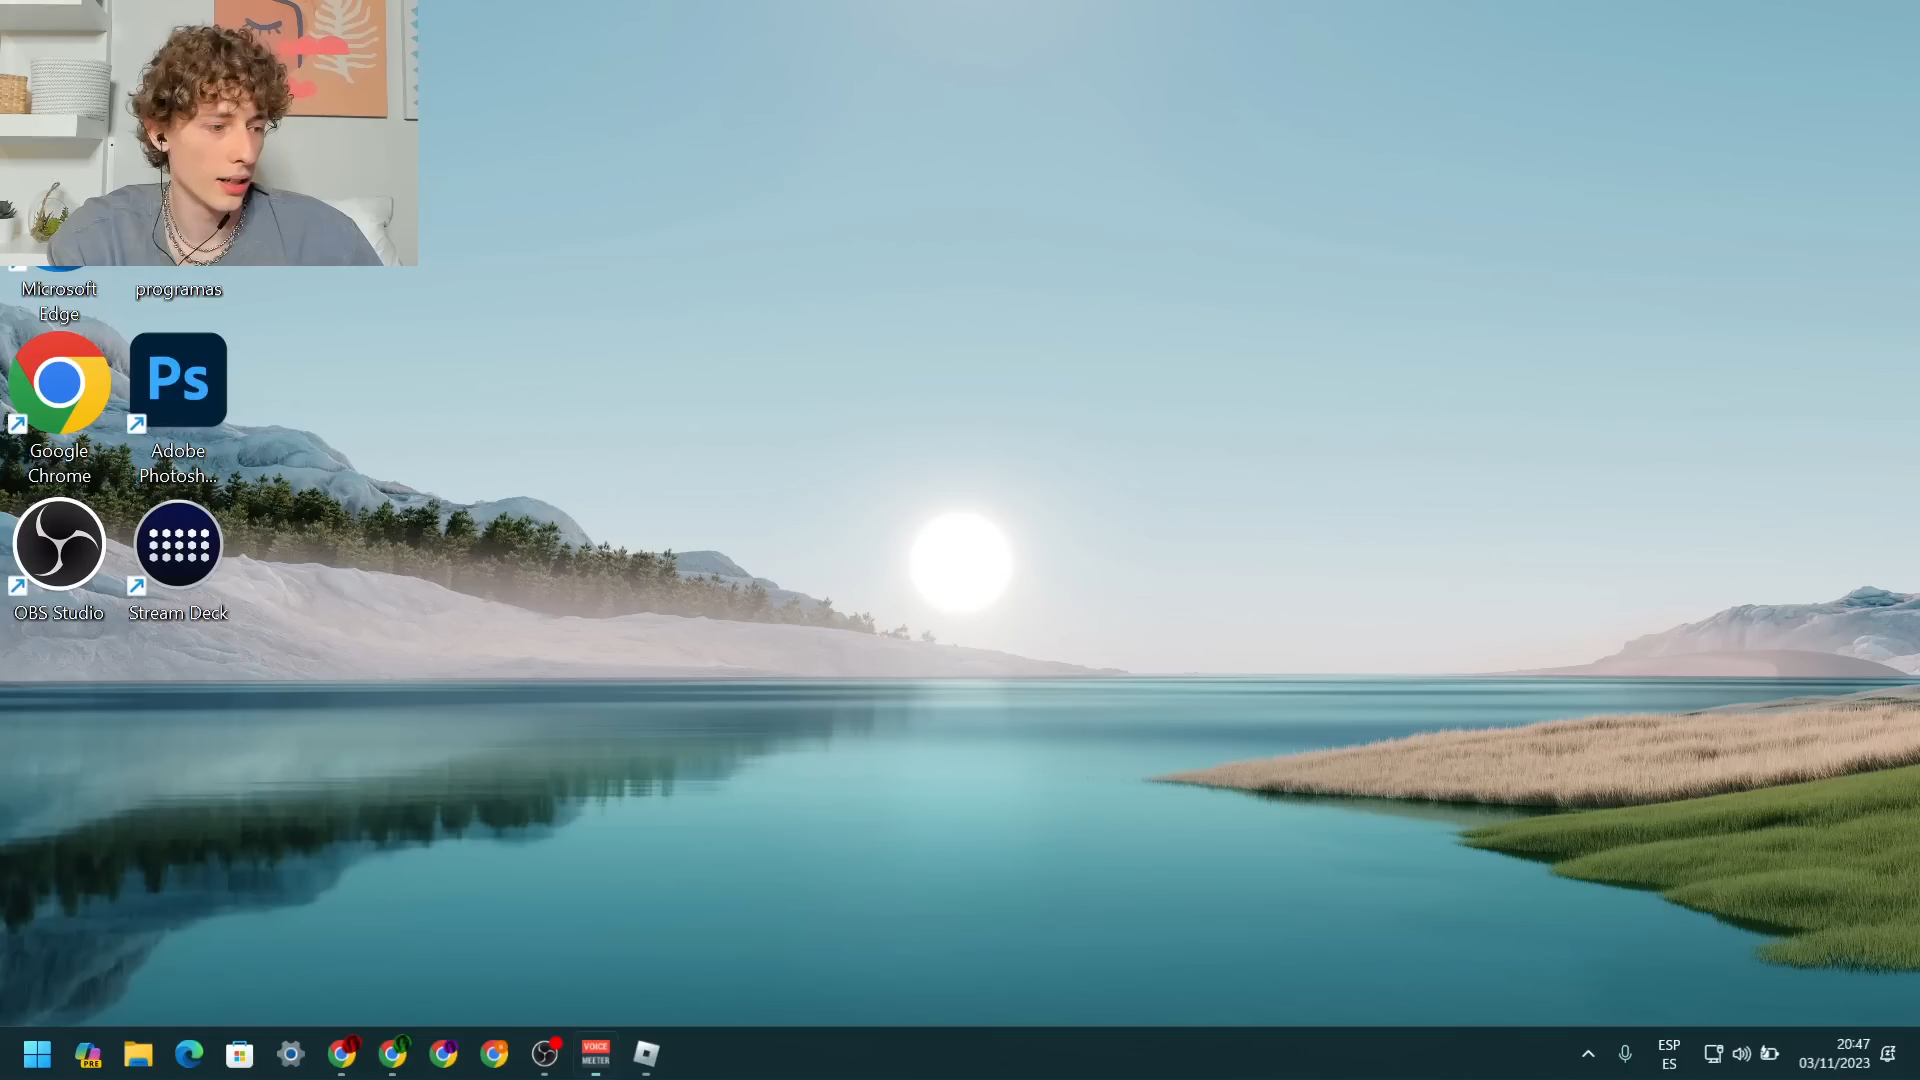 Microsoft
Edge
programas
Ps
Google
Chrome
Adobe
Photosh...
OBS Studio
Stream Deck
PRE
VOICE
MEETER
ESP
ES
20:47
03/11/2023